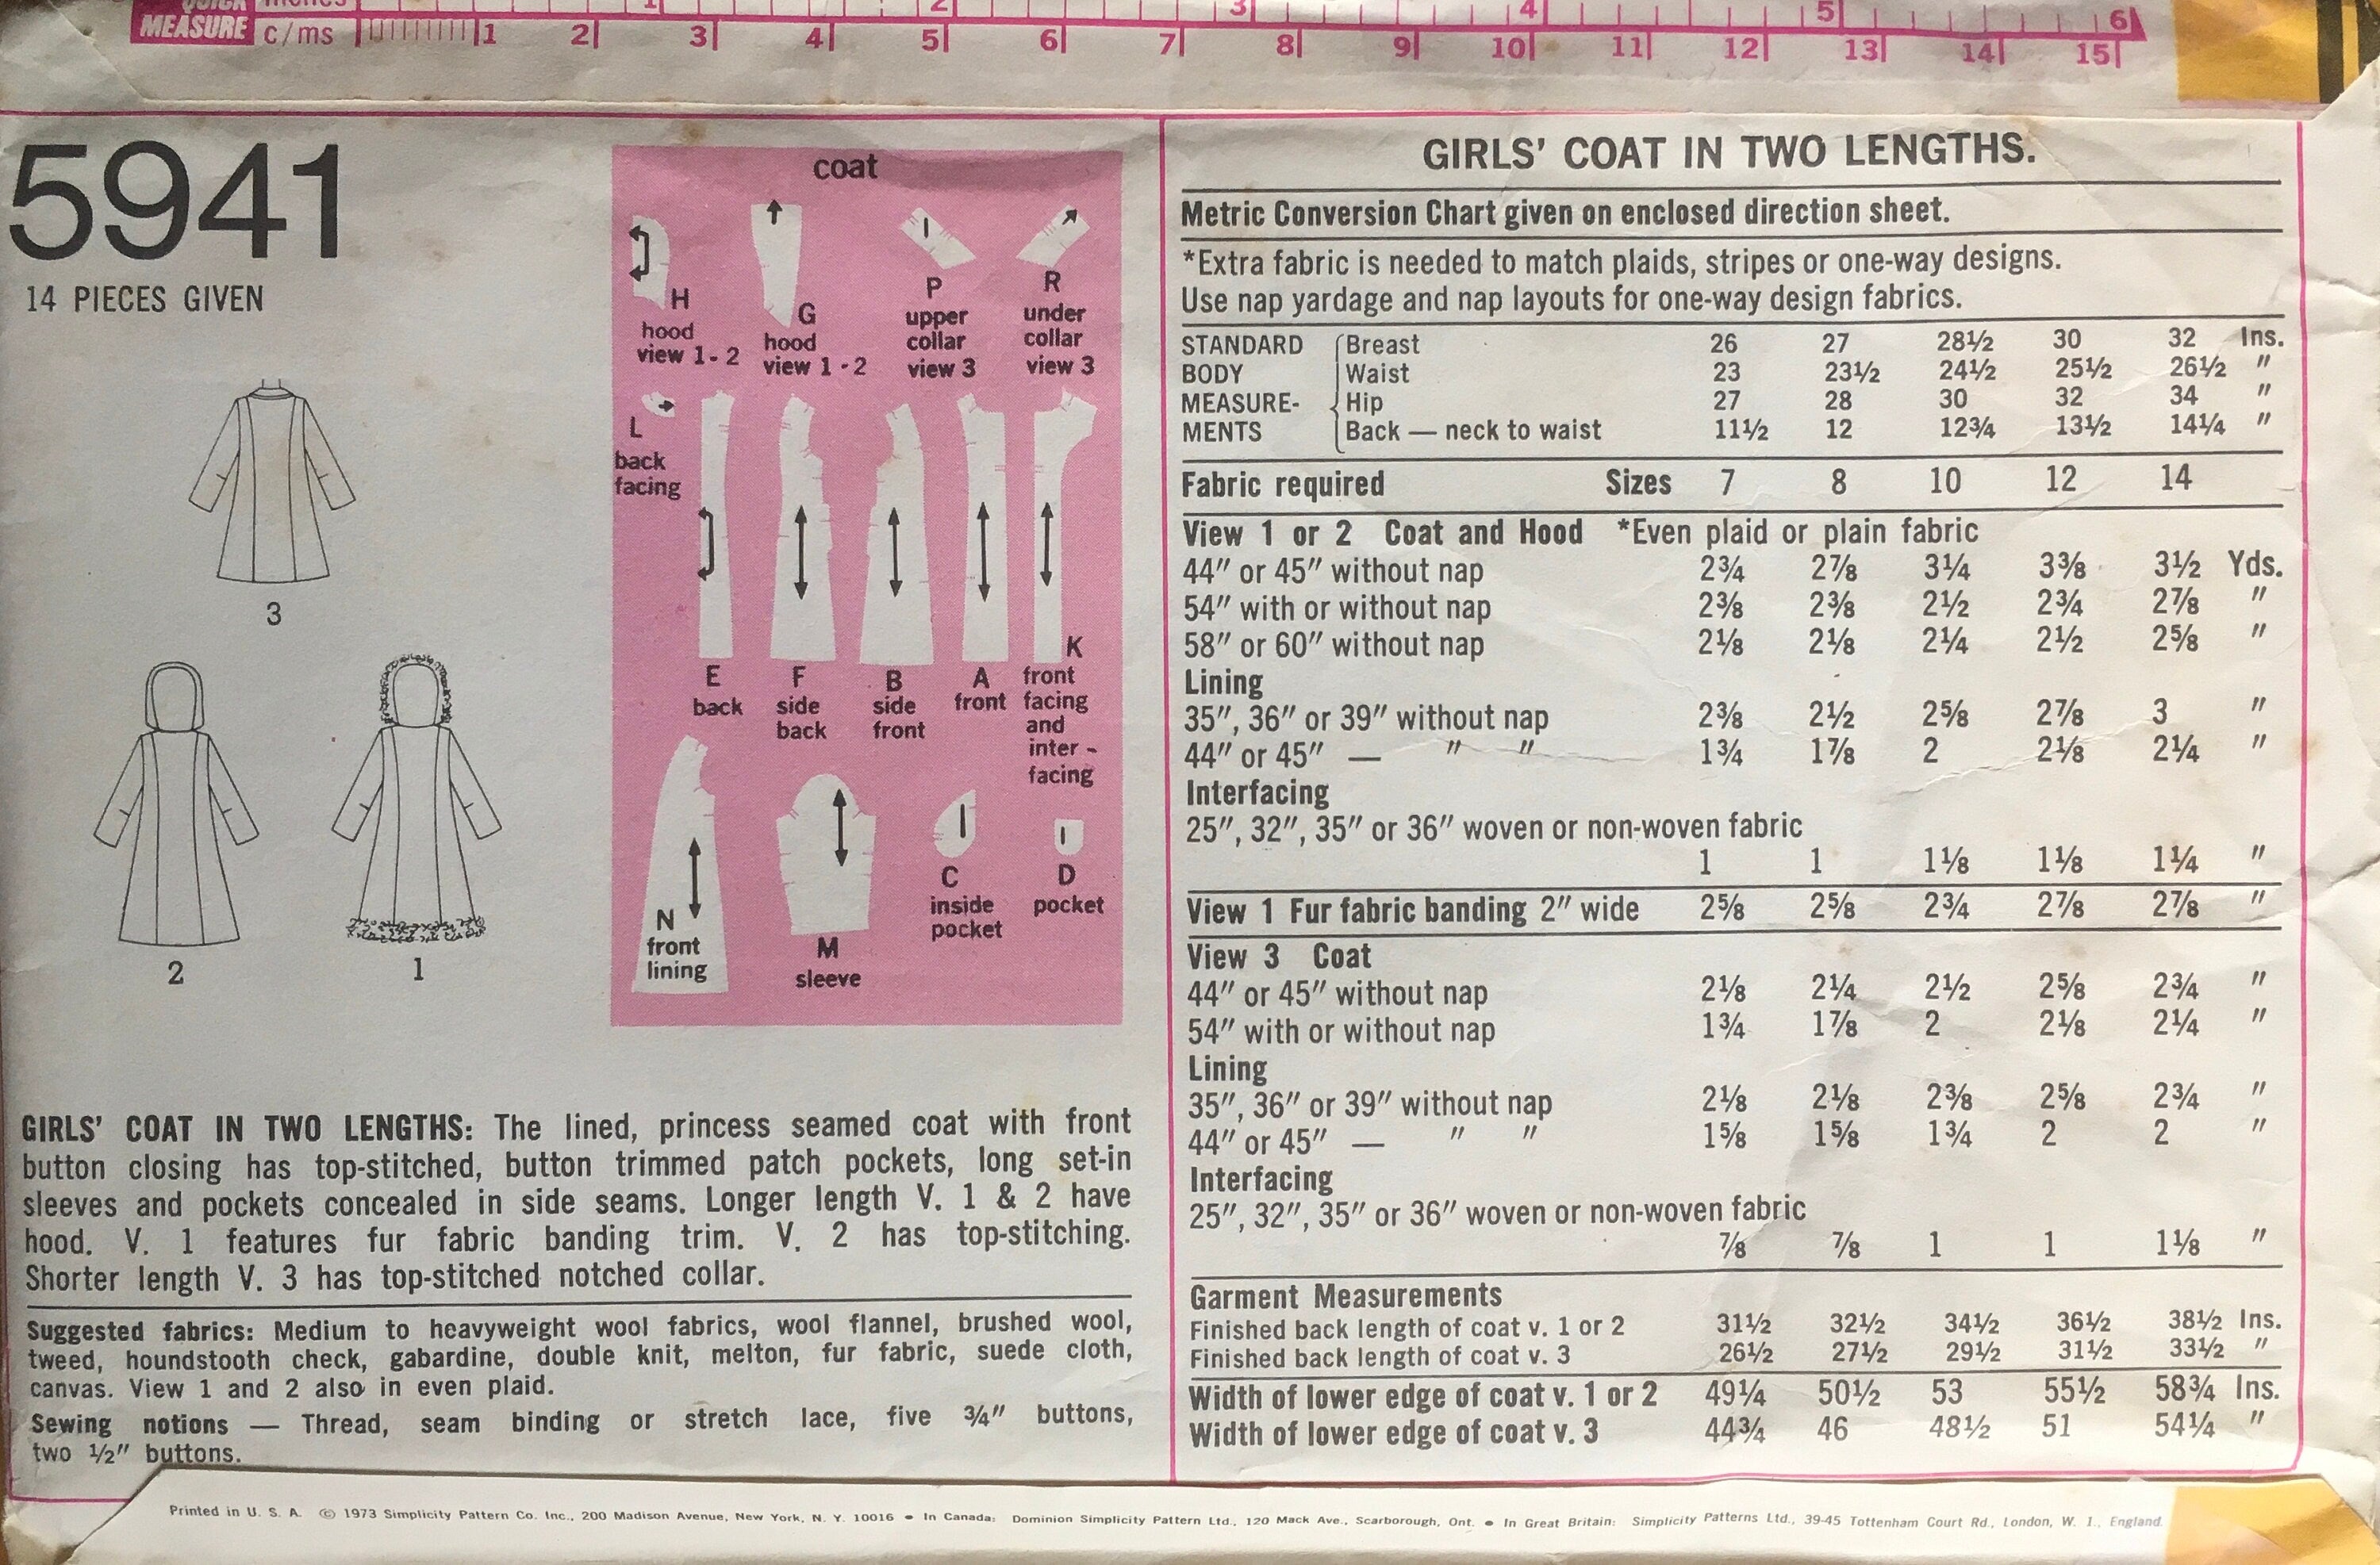 MEASURE c/ms 1 2 3 4 5 6 7 8 9 10 11 12 13 14 15
3 4 5 6
5941
14 PIECES GIVEN
3
2
1
coat
H
hood
view 1-2
G
hood
view 1-2
P
upper
collar
view 3
R
under
collar
view 3
L
back
facing
E
back
F
side
back
B
side
front
A
front
K
front
facing
and
inter-
facing
N
front
lining
M
sleeve
C
inside
pocket
D
pocket
GIRLS' COAT IN TWO LENGTHS: The lined, princess seamed coat with front
button closing has top-stitched, button trimmed patch pockets, long set-in
sleeves and pockets concealed in side seams. Longer length V. 1 & 2 have
hood. V. 1 features fur fabric banding trim. V. 2 has top-stitching.
Shorter length V. 3 has top-stitched notched collar.
Suggested fabrics: Medium to heavyweight wool fabrics, wool flannel, brushed wool,
tweed, houndstooth check, gabardine, double knit, melton, fur fabric, suede cloth,
canvas. View 1 and 2 also in even plaid.
Sewing notions — Thread, seam binding or stretch lace, five ¾" buttons,
two ½" buttons.
GIRLS' COAT IN TWO LENGTHS.
Metric Conversion Chart given on enclosed direction sheet.
*Extra fabric is needed to match plaids, stripes or one-way designs.
Use nap yardage and nap layouts for one-way design fabrics.
STANDARD Breast 26 27 28½ 30 32 Ins.
BODY Waist 23 23½ 24½ 25½ 26½ "
MEASURE- Hip 27 28 30 32 34 "
MENTS Back — neck to waist 11½ 12 12¾ 13½ 14¼ "
Fabric required Sizes 7 8 10 12 14
View 1 or 2 Coat and Hood *Even plaid or plain fabric
44" or 45" without nap 2¾ 2⅞ 3¼ 3⅜ 3½ Yds.
54" with or without nap 2⅜ 2⅜ 2½ 2¾ 2⅞ "
58" or 60" without nap 2⅛ 2⅛ 2¼ 2½ 2⅝ "
Lining
35", 36" or 39" without nap 2⅜ 2½ 2⅝ 2⅞ 3 "
44" or 45" — " " 1¾ 1⅞ 2 2⅛ 2¼ "
Interfacing
25", 32", 35" or 36" woven or non-woven fabric
1 1 1⅛ 1⅛ 1¼ "
View 1 Fur fabric banding 2" wide 2⅝ 2⅝ 2¾ 2⅞ 2⅞ "
View 3 Coat
44" or 45" without nap 2⅛ 2¼ 2½ 2⅝ 2¾ "
54" with or without nap 1¾ 1⅞ 2 2⅛ 2¼ "
Lining
35", 36" or 39" without nap 2⅛ 2⅛ 2⅜ 2⅝ 2¾ "
44" or 45" — " " 1⅝ 1⅝ 1¾ 2 2 "
Interfacing
25", 32", 35" or 36" woven or non-woven fabric
⅞ ⅞ 1 1 1⅛ "
Garment Measurements
Finished back length of coat v. 1 or 2 31½ 32½ 34½ 36½ 38½ Ins.
Finished back length of coat v. 3 26½ 27½ 29½ 31½ 33½ "
Width of lower edge of coat v. 1 or 2 49¼ 50½ 53 55½ 58¾ Ins.
Width of lower edge of coat v. 3 44¾ 46 48½ 51 54¼ "
Printed in U. S. A. © 1973 Simplicity Pattern Co. Inc., 200 Madison Avenue, New York, N. Y. 10016 • In Canada: Dominion Simplicity Pattern Ltd., 120 Mack Ave., Scarborough, Ont. • In Great Britain: Simplicity Patterns Ltd., 39-45 Tottenham Court Rd., London, W. 1., England.